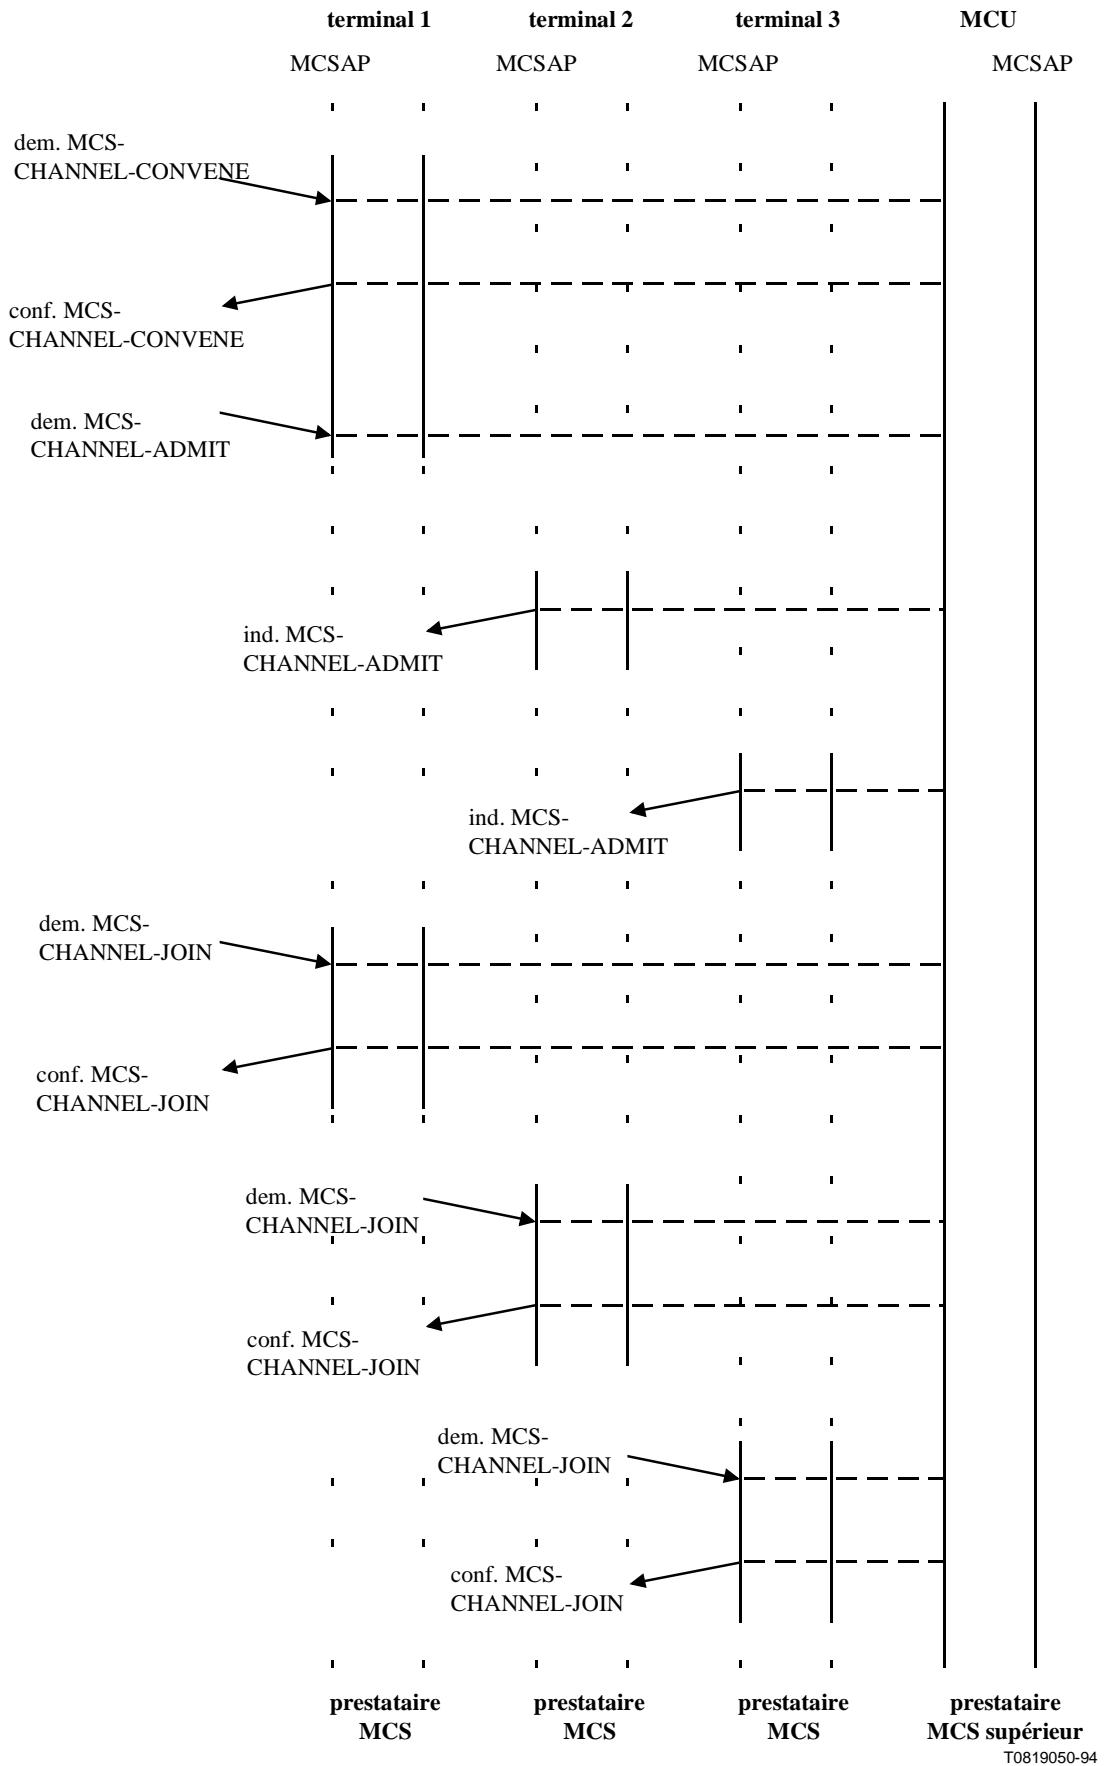 terminal 1 terminal 2 terminal 3 MCU
MCSAP MCSAP MCSAP MCSAP
dem. MCS-
CHANNEL-CONVENE
conf. MCS-
CHANNEL-CONVENE
dem. MCS-
CHANNEL-ADMIT
ind. MCS-
CHANNEL-ADMIT
ind. MCS-
CHANNEL-ADMIT
dem. MCS-
CHANNEL-JOIN
conf. MCS-
CHANNEL-JOIN
dem. MCS-
CHANNEL-JOIN
conf. MCS-
CHANNEL-JOIN
dem. MCS-
CHANNEL-JOIN
conf. MCS-
CHANNEL-JOIN
prestataire prestataire prestataire prestataire
MCS MCS MCS MCS supérieur
T0819050-94